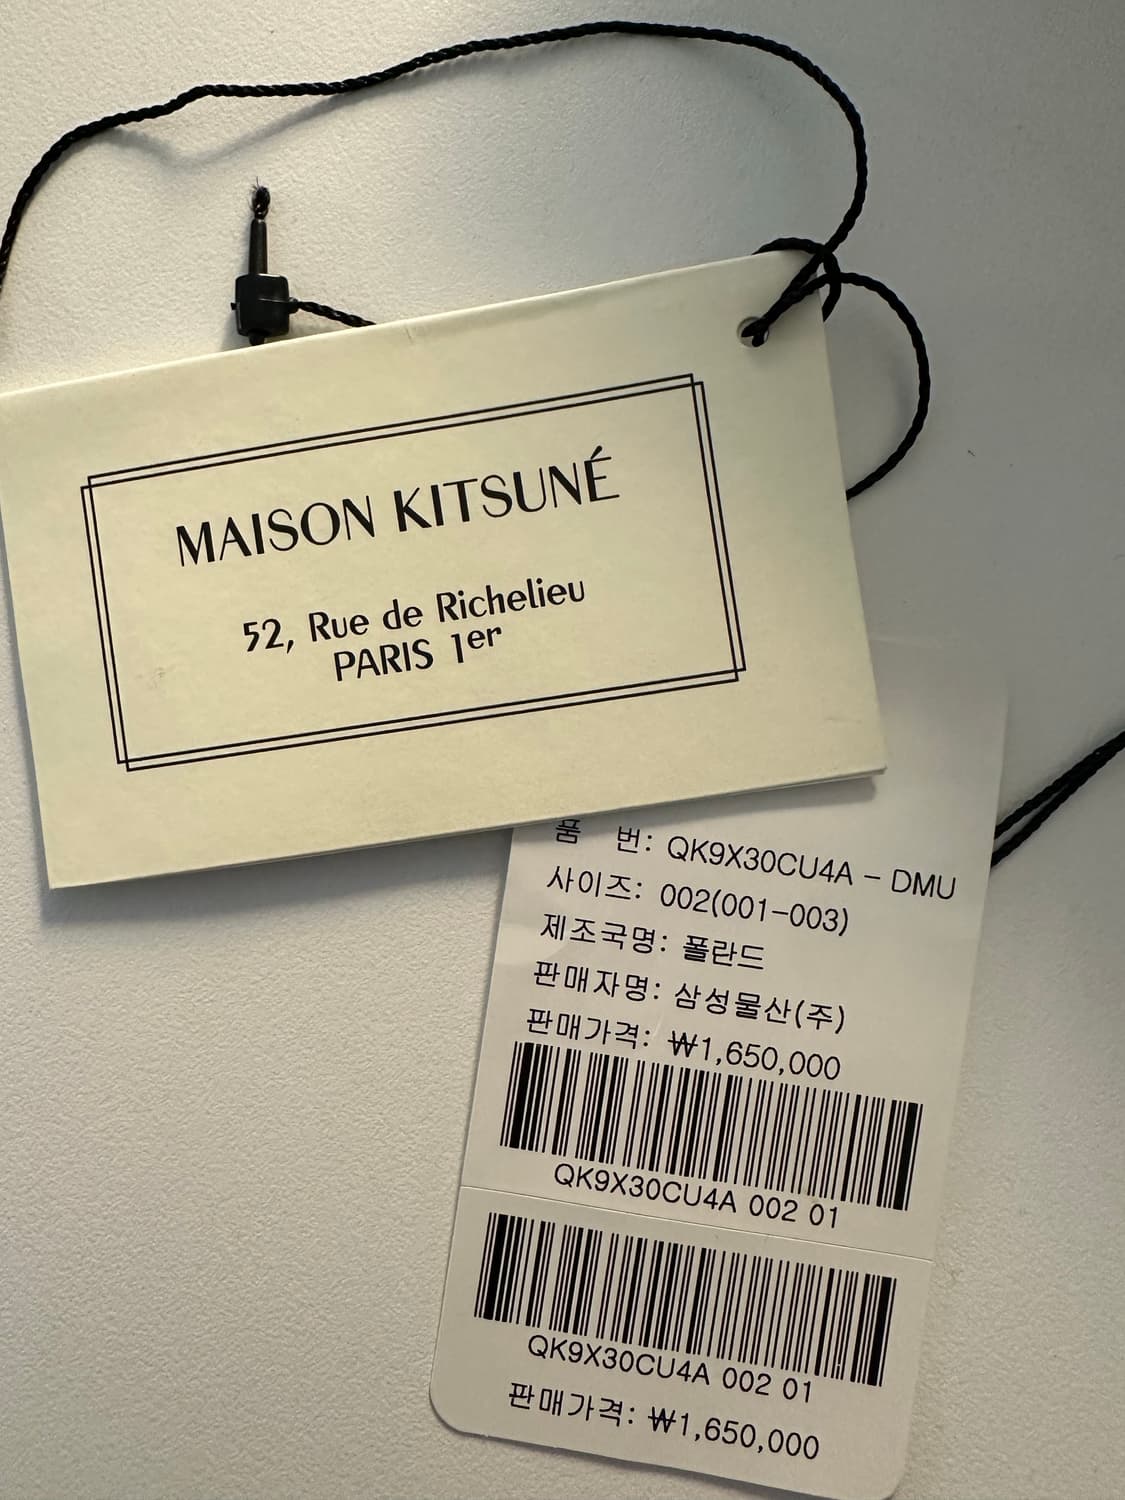 MAISON KITSUNÉ
52, Rue de Richelieu
PARIS 1er
품 번: QK9X30CU4A - DMU
사이즈: 002(001-003)
제조국명: 폴란드
판매자명: 삼성물산(주)
판매가격: ₩1,650,000
QK9X30CU4A 002 01
QK9X30CU4A 002 01
판매가격: ₩1,650,000